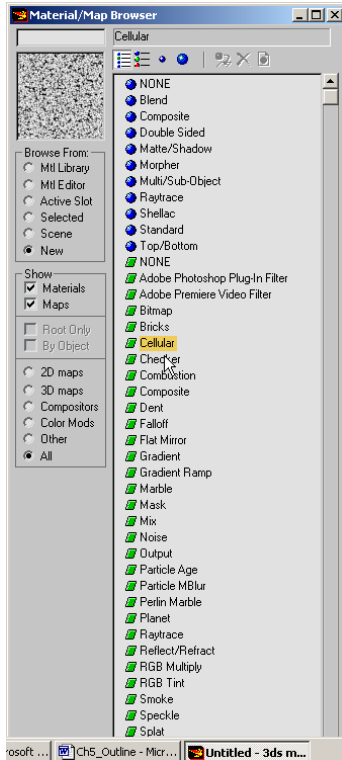 Material/Map Browser
Cellular
Browse From:
Mtl Library
Mtl Editor
Active Slot
Selected
Scene
New
Show
Materials
Maps
Root Only
By Object
2D maps
3D maps
Compositors
Color Mods
Other
All
NONE
Blend
Composite
Double Sided
Matte/Shadow
Morpher
Multi/Sub-Object
Raytrace
Shellac
Standard
Top/Bottom
NONE
Adobe Photoshop Plug-In Filter
Adobe Premiere Video Filter
Bitmap
Bricks
Cellular
Checker
Combustion
Composite
Dent
Falloff
Flat Mirror
Gradient
Gradient Ramp
Marble
Mask
Mix
Noise
Output
Particle Age
Particle MBlur
Perlin Marble
Planet
Raytrace
Reflect/Refract
RGB Multiply
RGB Tint
Smoke
Speckle
Splat
rosoft ... Ch5_Outline - Micr... Untitled - 3ds m...